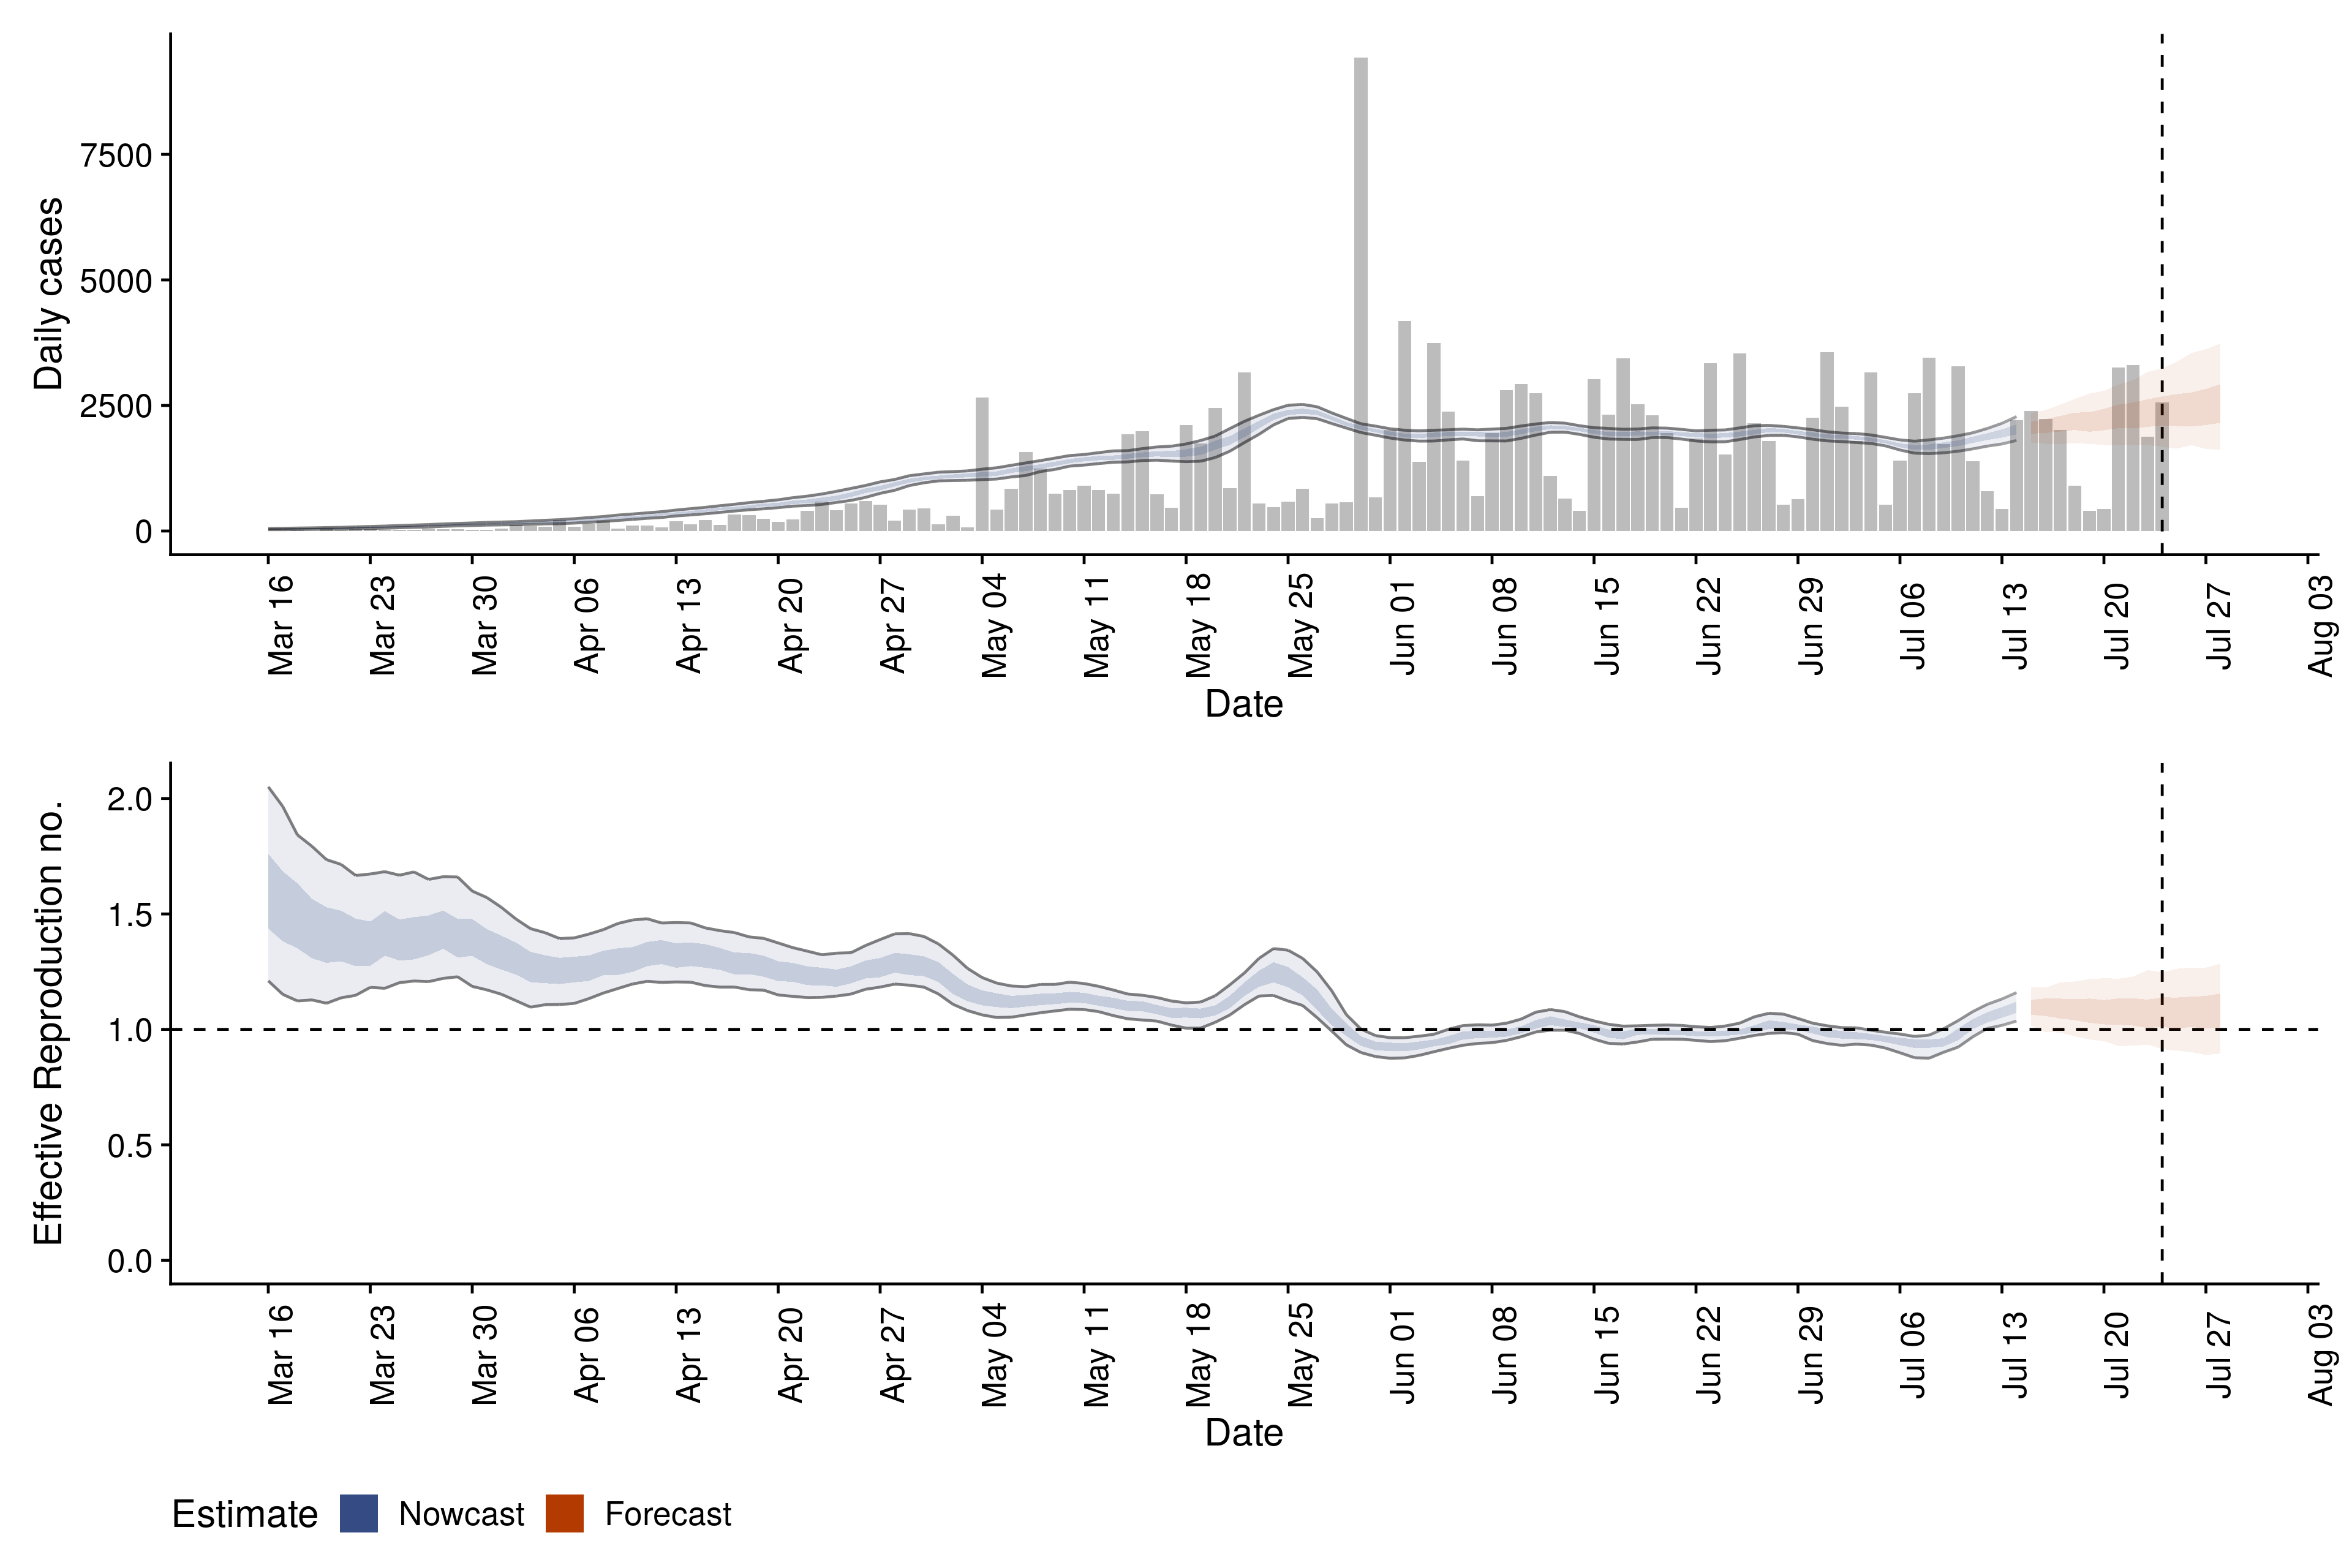 Daily cases
7500
5000
2500
0
Mar 16
Mar 23
Mar 30
Apr 06
Apr 13
Apr 20
Apr 27
May 04
May 11
May 18
May 25
Jun 01
Jun 08
Jun 15
Jun 22
Jun 29
Jul 06
Jul 13
Jul 20
Jul 27
Aug 03
Date
Effective Reproduction no.
2.0
1.5
1.0
0.5
0.0
Mar 16
Mar 23
Mar 30
Apr 06
Apr 13
Apr 20
Apr 27
May 04
May 11
May 18
May 25
Jun 01
Jun 08
Jun 15
Jun 22
Jun 29
Jul 06
Jul 13
Jul 20
Jul 27
Aug 03
Date
Estimate Nowcast Forecast